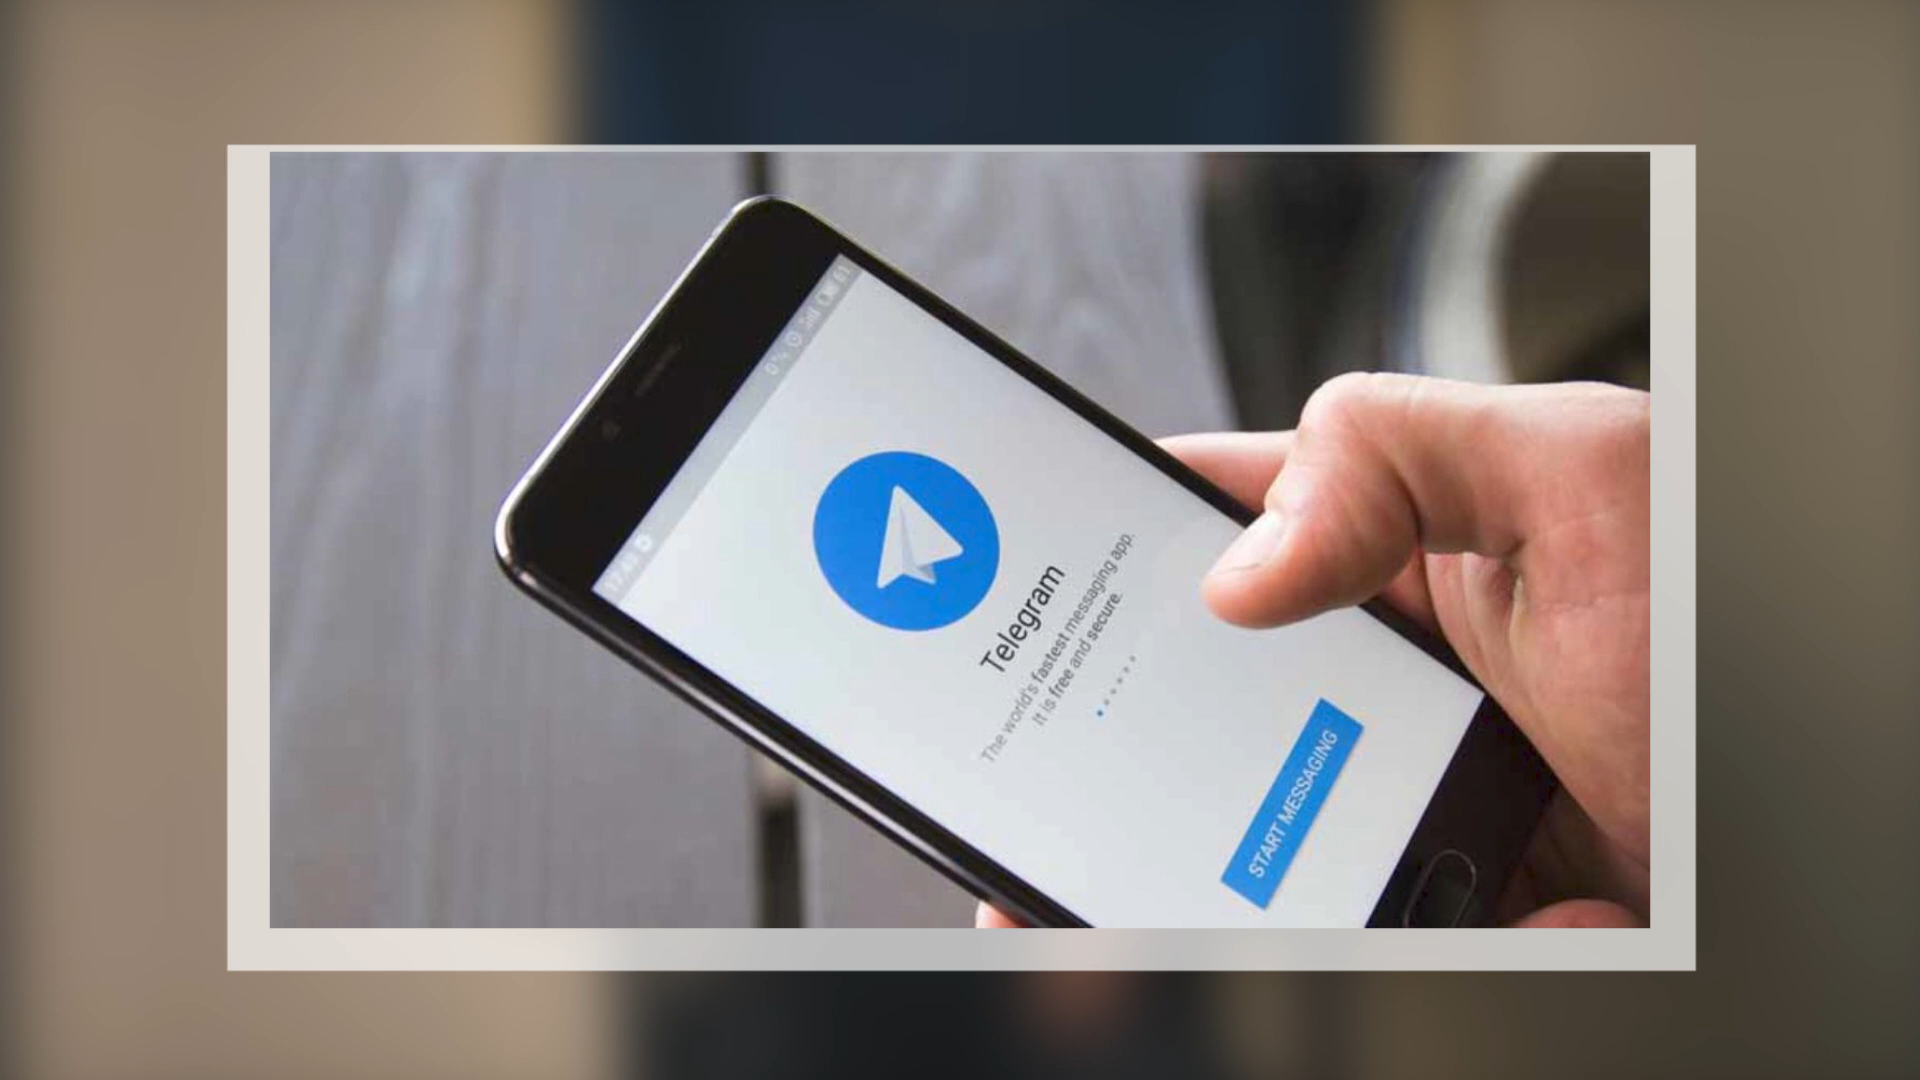 Telegram
The world's fastest messaging app.
It is free and secure.
START MESSAGING